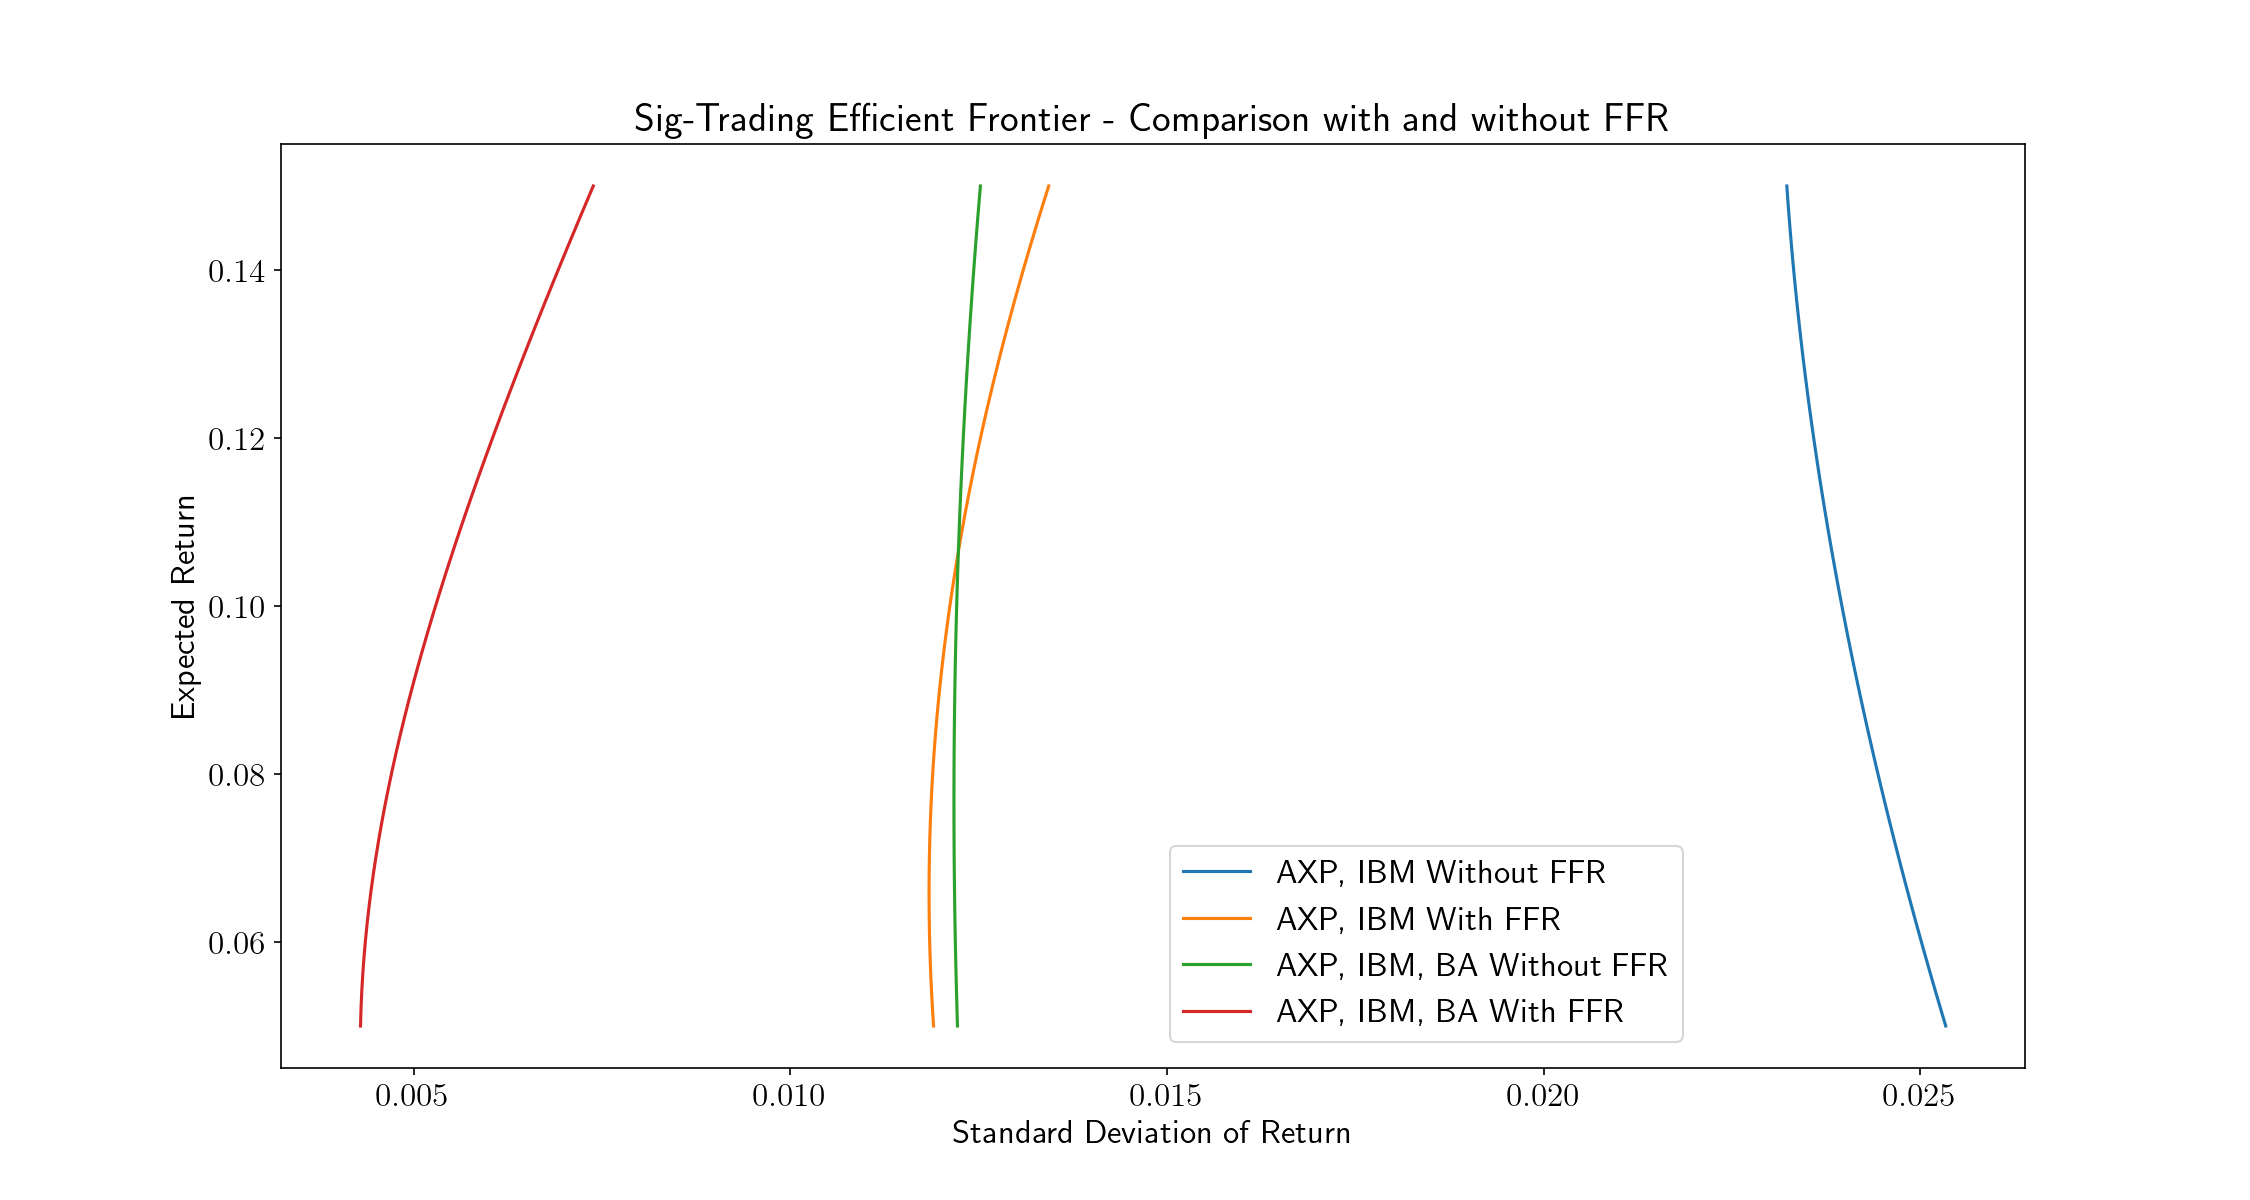 Sig-Trading Efficient Frontier - Comparison with and without FFR
Expected Return
0.14
0.12
0.10
0.08
0.06
AXP, IBM Without FFR
AXP, IBM With FFR
AXP, IBM, BA Without FFR
AXP, IBM, BA With FFR
0.005 0.010 0.015 0.020 0.025
Standard Deviation of Return